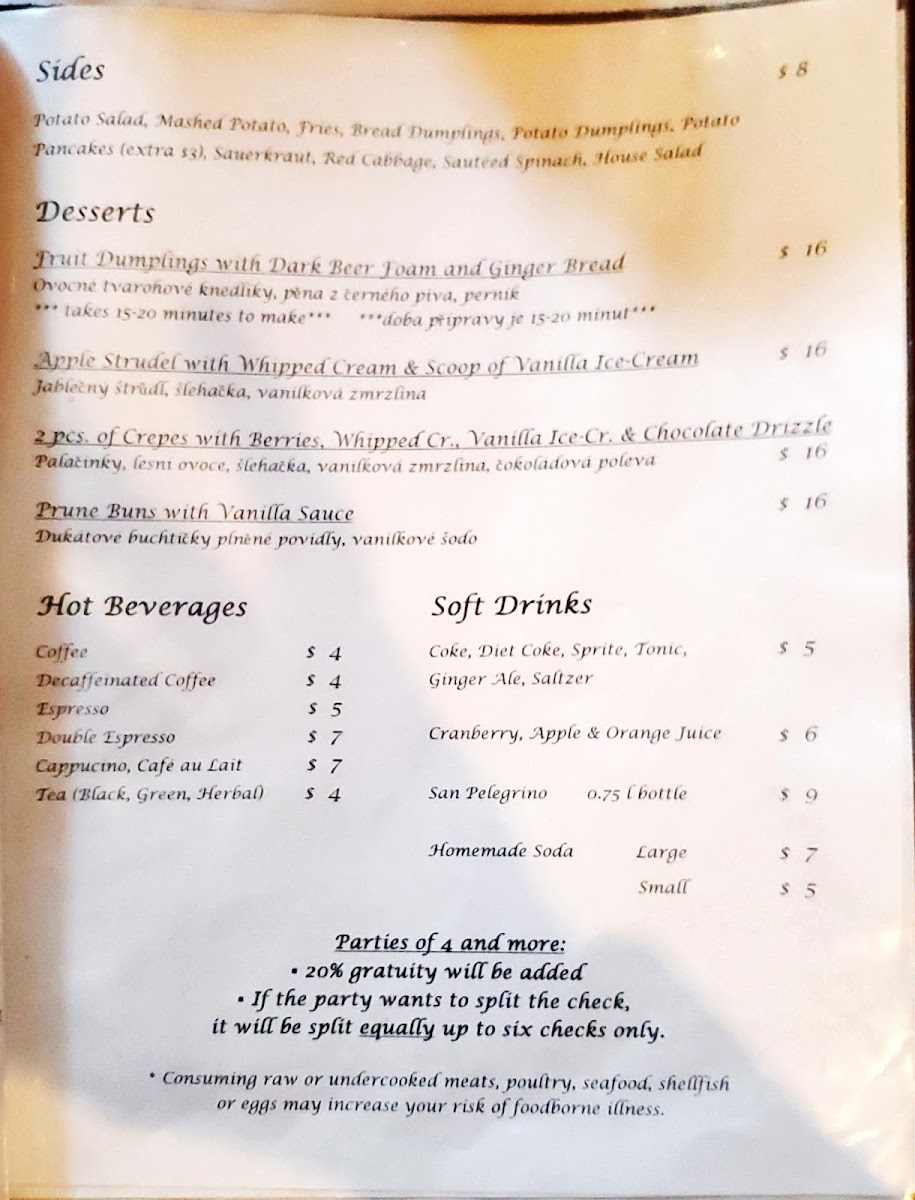 Sides $ 8
Potato Salad, Mashed Potato, Fries, Bread Dumplings, Potato Dumplings, Potato
Pancakes (extra $3), Sauerkraut, Red Cabbage, Sauteed Spinach, House Salad
Desserts
Fruit Dumplings with Dark Beer Foam and Ginger Bread $ 16
Ovocné tvarohové knedlíky, pěna z černého piva, perník
*** takes 15-20 minutes to make*** ***doba přípravy je 15-20 minut***
Apple Strudel with Whipped Cream & Scoop of Vanilla Ice-Cream $ 16
Jablečný štrůdl, šlehačka, vanilková zmrzlina
2 pcs. of Crepes with Berries, Whipped Cr., Vanilla Ice-Cr. & Chocolate Drizzle
Palačinky, lesní ovoce, šlehačka, vanilková zmrzlina, čokoládová poleva $ 16
Prune Buns with Vanilla Sauce $ 16
Dukátové buchtičky plněné povidly, vanilkové šodo
Hot Beverages
Coffee $ 4
Decaffeinated Coffee $ 4
Espresso $ 5
Double Espresso $ 7
Cappucino, Café au Lait $ 7
Tea (Black, Green, Herbal) $ 4
Soft Drinks
Coke, Diet Coke, Sprite, Tonic, $ 5
Ginger Ale, Saltzer
Cranberry, Apple & Orange Juice $ 6
San Pelegrino 0.75 l bottle $ 9
Homemade Soda Large $ 7
Small $ 5
Parties of 4 and more:
▪ 20% gratuity will be added
▪ If the party wants to split the check,
it will be split equally up to six checks only.
* Consuming raw or undercooked meats, poultry, seafood, shellfish
or eggs may increase your risk of foodborne illness.